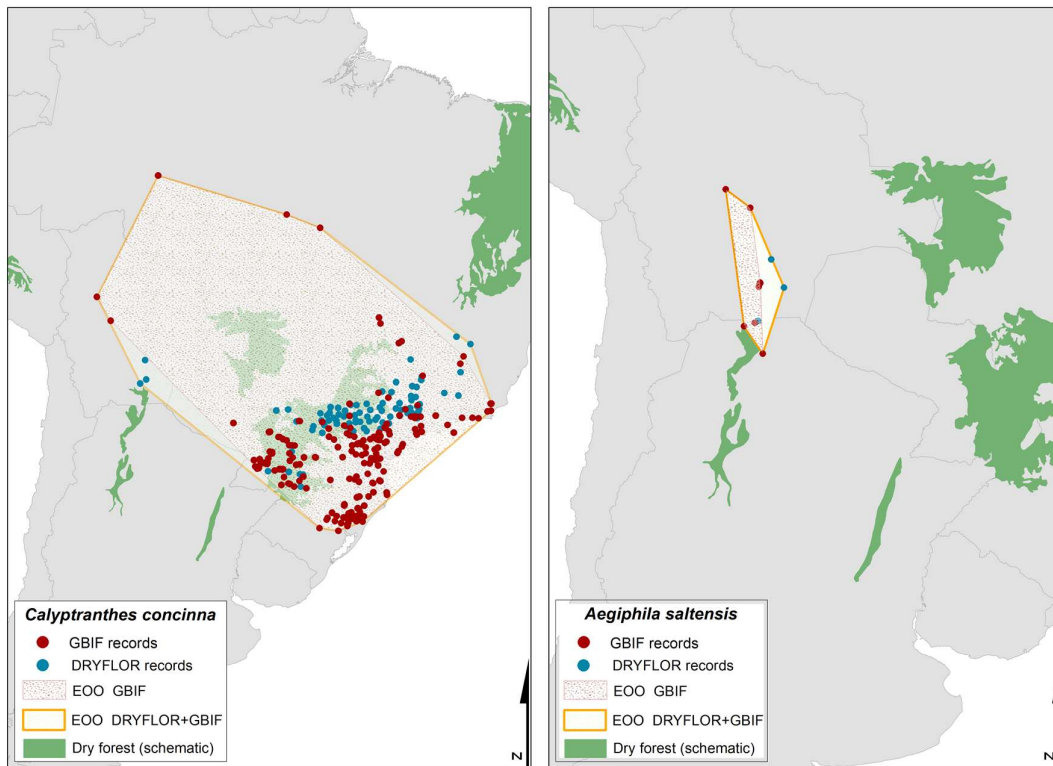 Calyptranthes concinna
GBIF records
DRYFLOR records
EOO GBIF
EOO DRYFLOR+GBIF
Dry forest (schematic)
N
Aegiphila saltensis
GBIF records
DRYFLOR records
EOO GBIF
EOO DRYFLOR+GBIF
Dry forest (schematic)
N